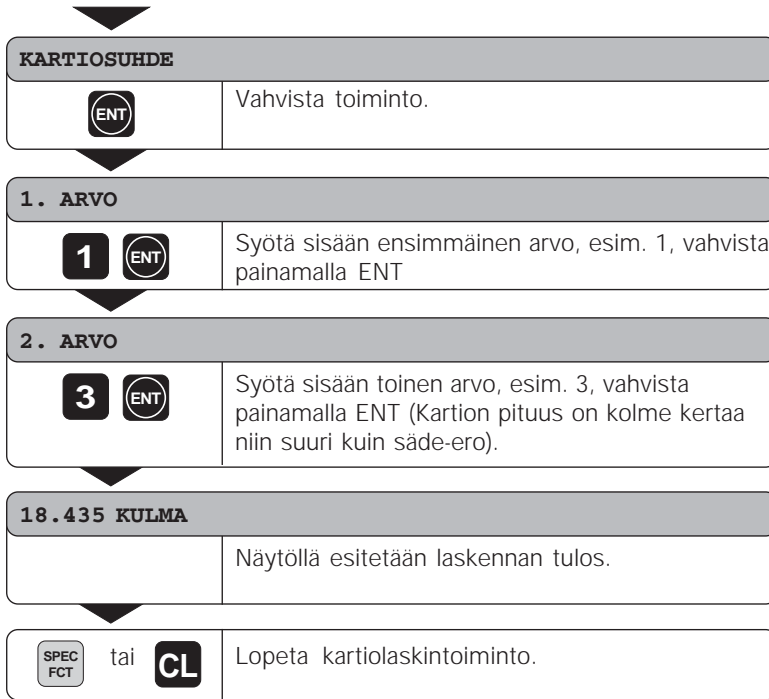 KARTIOSUHDE
ENT
Vahvista toiminto.
1. ARVO
1 ENT
Syötä sisään ensimmäinen arvo, esim. 1, vahvista
painamalla ENT
2. ARVO
3 ENT
Syötä sisään toinen arvo, esim. 3, vahvista
painamalla ENT (Kartion pituus on kolme kertaa
niin suuri kuin säde-ero).
18.435 KULMA
Näytöllä esitetään laskennan tulos.
SPEC
FCT
tai CL
Lopeta kartiolaskintoiminto.